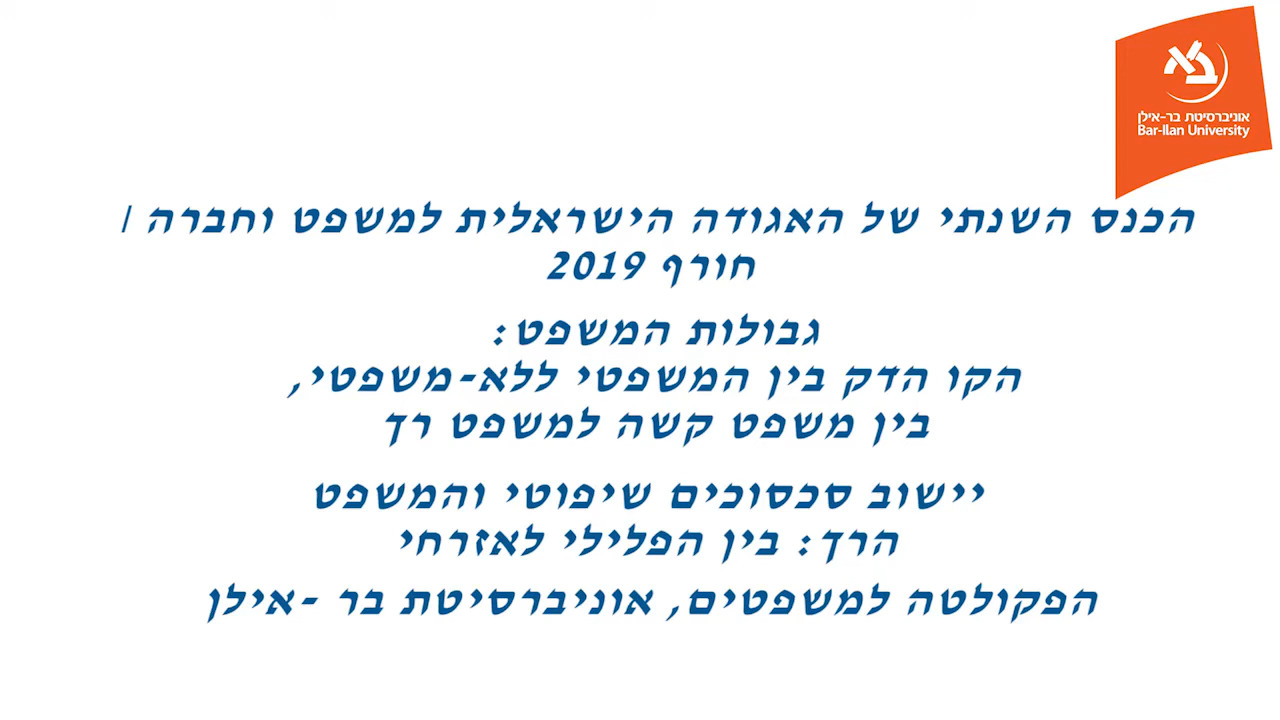 אוניברסיטת בר-אילן
Bar-Ilan University
הכנס השנתי של האגודה הישראלית למשפט וחברה |
חורף 2019
גבולות המשפט:
הקו הדק בין המשפטי ללא-משפטי,
בין משפט קשה למשפט רך
יישוב סכסוכים שיפוטי והמשפט
הרך: בין הפלילי לאזרחי
הפקולטה למשפטים, אוניברסיטת בר -אילן